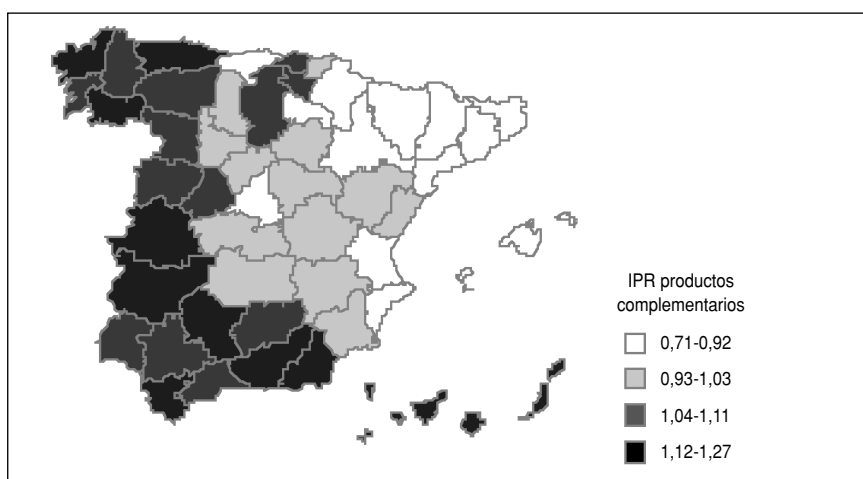 IPR productos
complementarios
0,71-0,92
0,93-1,03
1,04-1,11
1,12-1,27